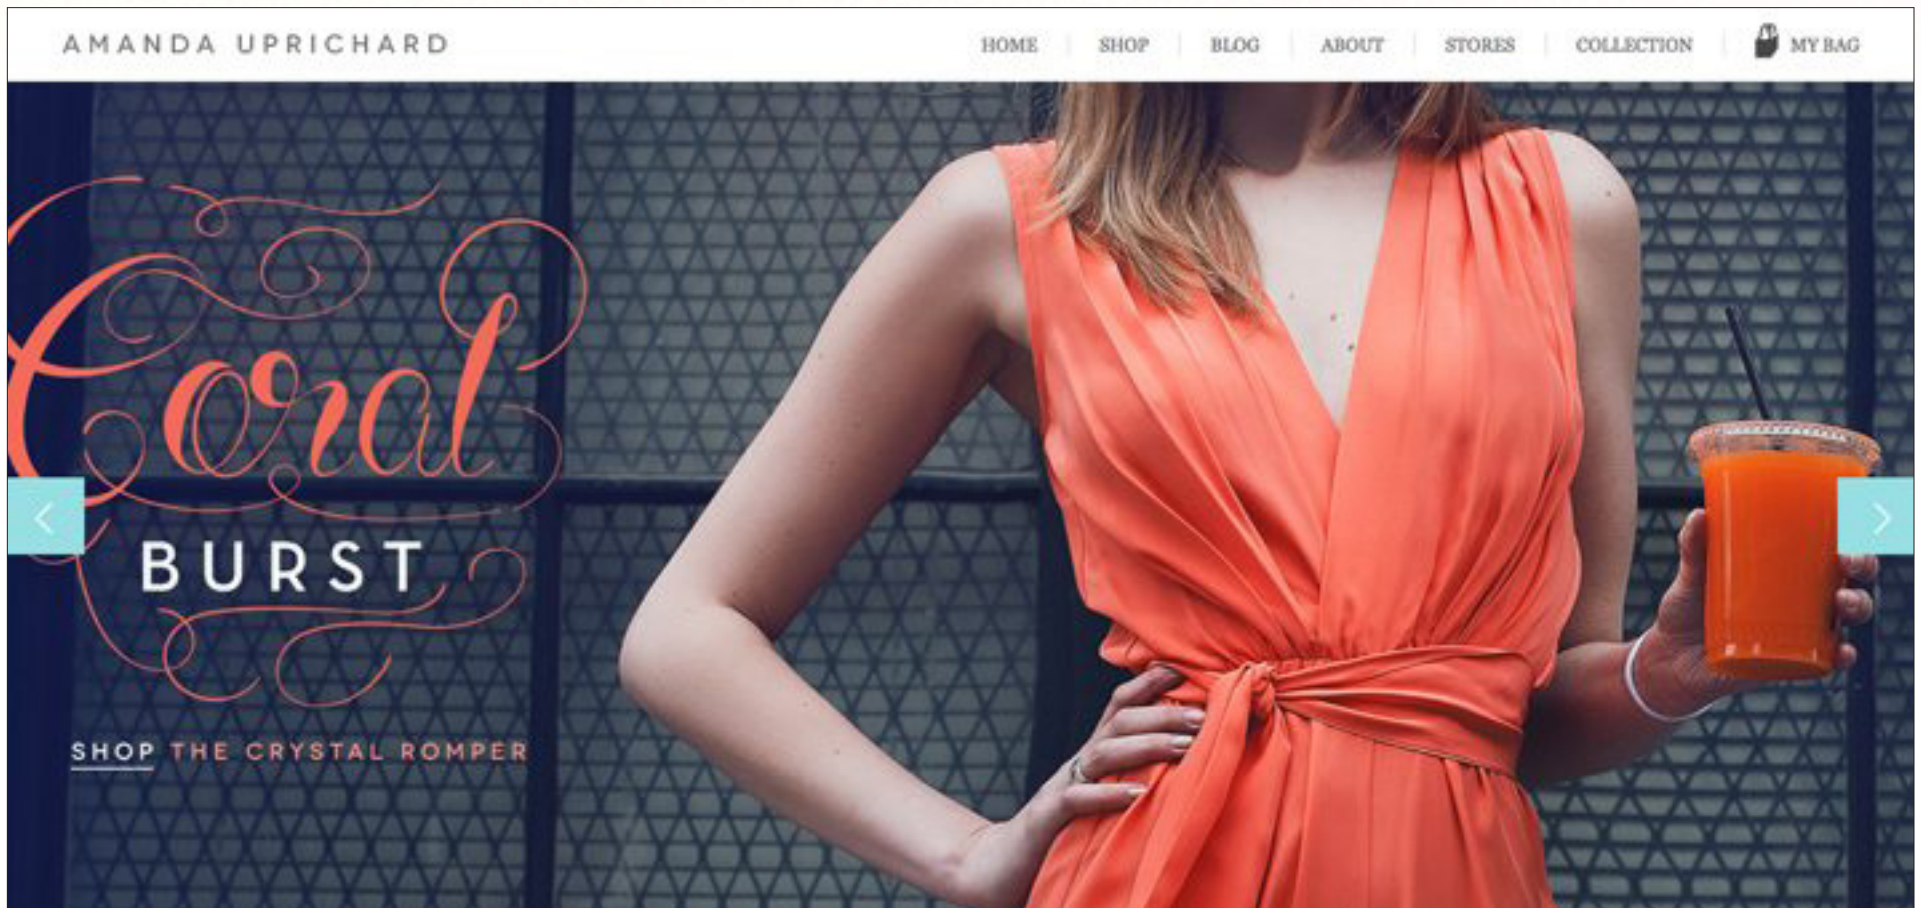 AMANDA UPRICHARD
HOME SHOP BLOG ABOUT STORES COLLECTION MY BAG
Coral
BURST
SHOP THE CRYSTAL ROMPER